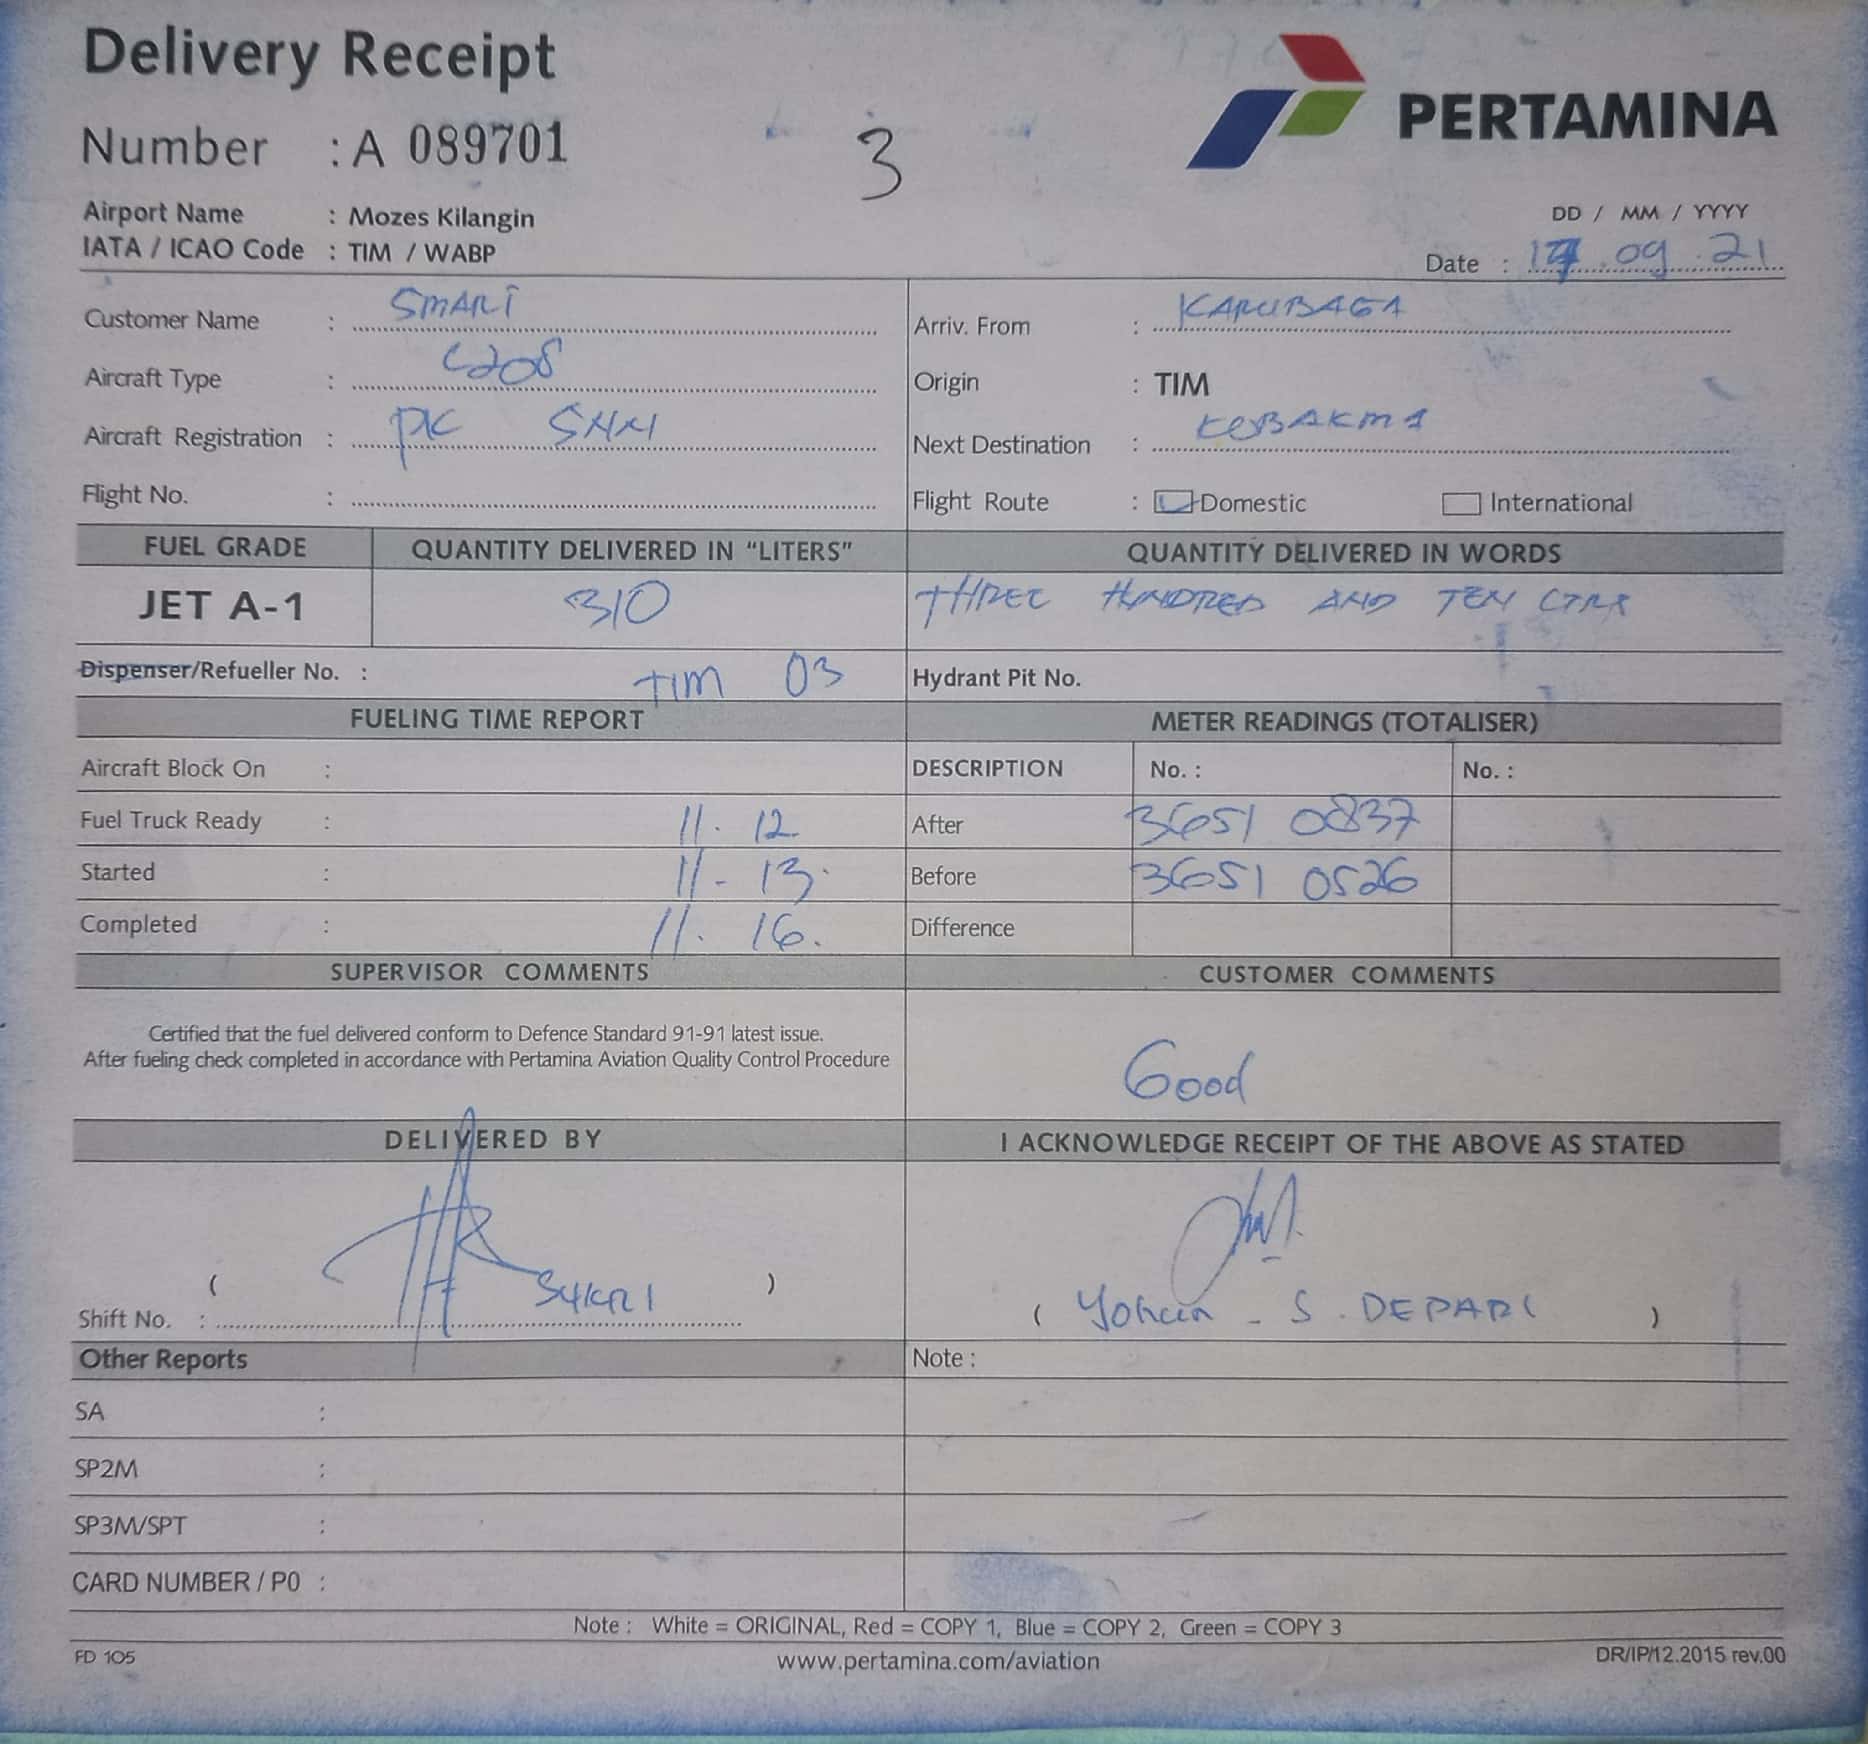 Delivery Receipt
PERTAMINA
Number : A 089701
3
Airport Name : Mozes Kilangin
DD / MM / YYYY
IATA / ICAO Code : TIM / WABP
Date : .09.21
Customer Name : SMART
Arriv. From : KARUBAGA
Aircraft Type : C208
Origin : TIM
Aircraft Registration : PK
Next Destination : KOBAKMA
Flight No. :
Flight Route : Domestic International
FUEL GRADE QUANTITY DELIVERED IN "LITERS" QUANTITY DELIVERED IN WORDS
JET A-1 310 THREE HUNDRED AND TEN LTRS
Dispenser/Refueller No. : TIM 03 Hydrant Pit No.
FUELING TIME REPORT METER READINGS (TOTALISER)
Aircraft Block On : DESCRIPTION No. : No. :
Fuel Truck Ready : 11. 12 After 3651 0837
Started : 11 - 13. Before 3651 0526
Completed : 11. 16. Difference
SUPERVISOR COMMENTS CUSTOMER COMMENTS
Certified that the fuel delivered conform to Defence Standard 91-91 latest issue.
After fueling check completed in accordance with Pertamina Aviation Quality Control Procedure
Good
DELIVERED BY I ACKNOWLEDGE RECEIPT OF THE ABOVE AS STATED
( SYKRI )
Shift No. :
( S. DEPARI )
Other Reports Note :
SA :
SP2M :
SP3M/SPT :
CARD NUMBER / P0 :
Note : White = ORIGINAL, Red = COPY 1, Blue = COPY 2, Green = COPY 3
FD 105 www.pertamina.com/aviation DR/IP/12.2015 rev.00